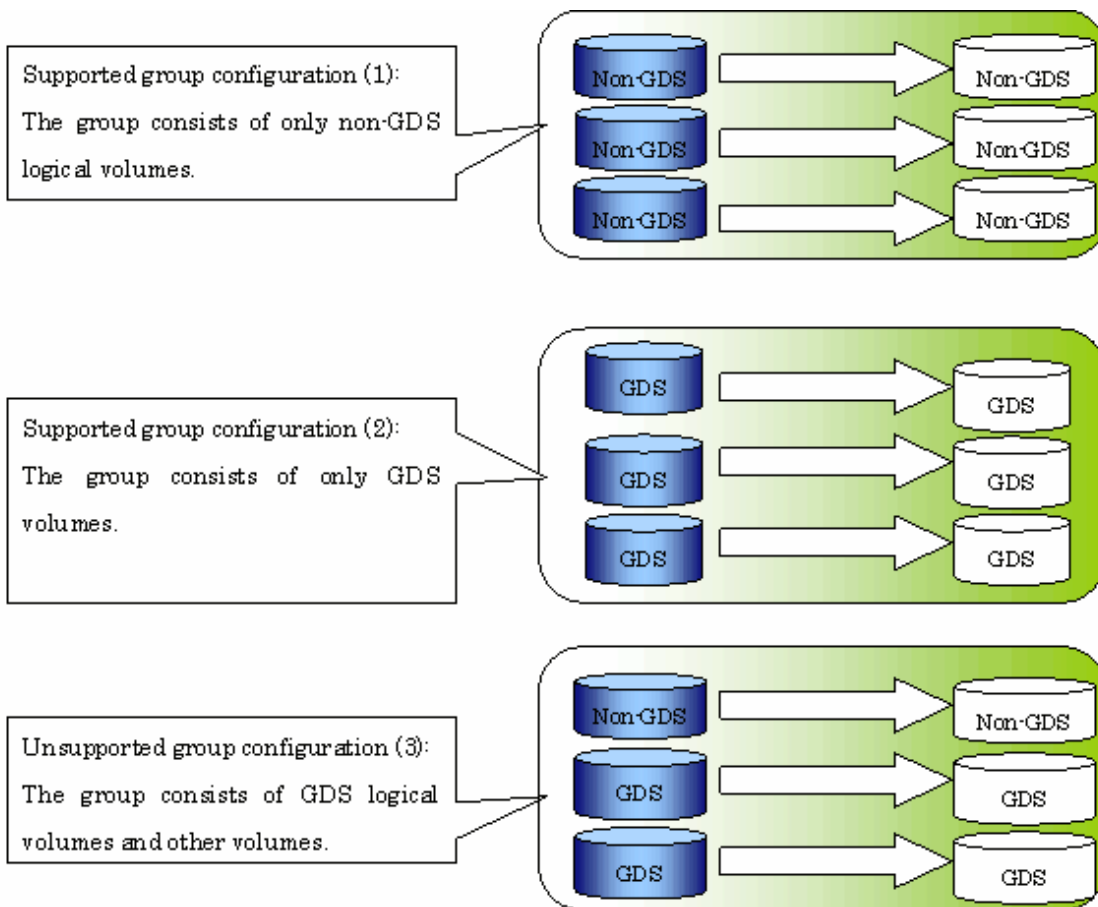 Supported group configuration (1):
The group consists of only non-GDS
logical volumes.
Non-GDS
Non-GDS
Non-GDS
Non-GDS
Non-GDS
Non-GDS
Supported group configuration (2):
The group consists of only GDS
volumes.
GDS
GDS
GDS
GDS
GDS
GDS
Unsupported group configuration (3):
The group consists of GDS logical
volumes and other volumes.
Non-GDS
Non-GDS
GDS
GDS
GDS
GDS